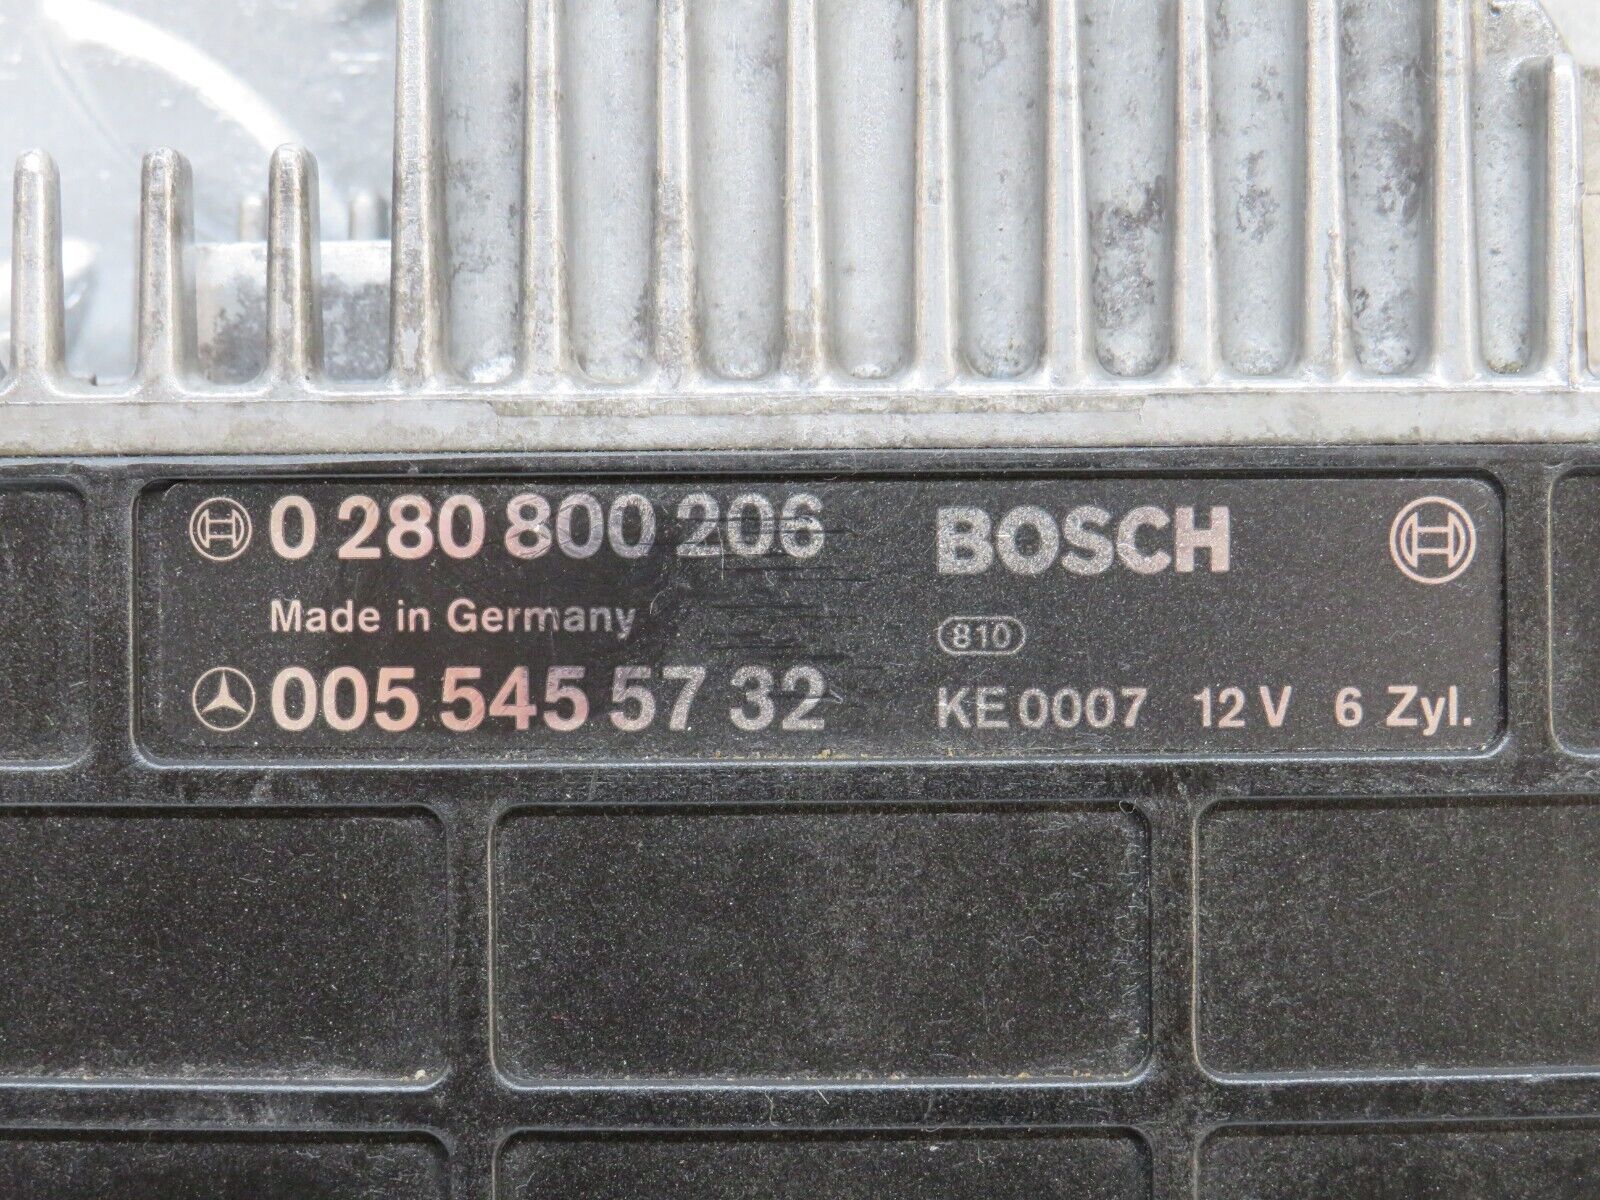 0 280 800 206
Made in Germany
005 545 57 32
BOSCH
810
KE 0007 12 V 6 Zyl.